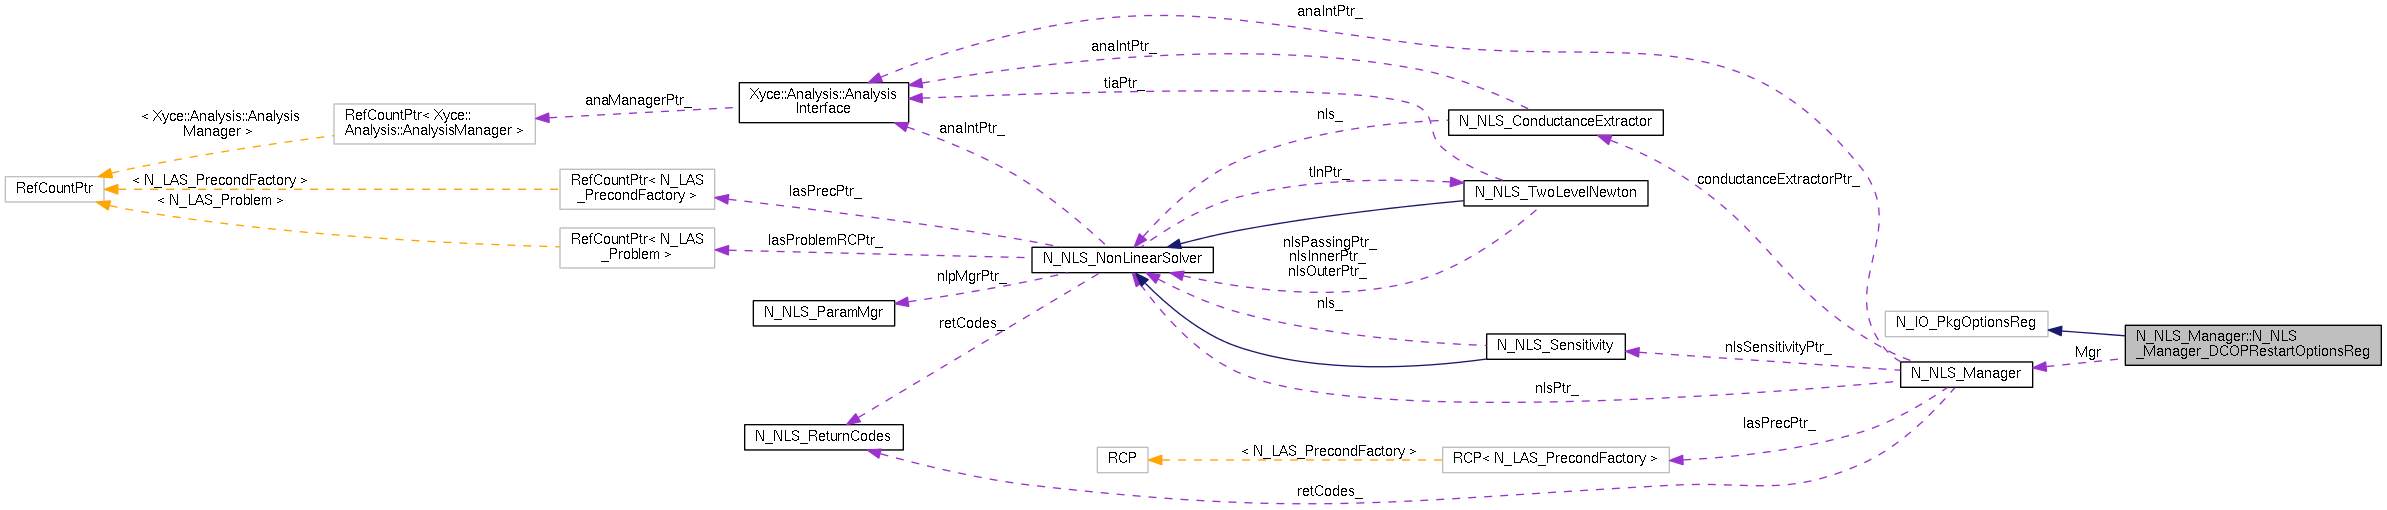 anaIntPtr_
anaIntPtr_
tiaPtr_
Xyce::Analysis::Analysis
Interface
anaManagerPtr_
RefCountPtr< Xyce::
Analysis::AnalysisManager >
< Xyce::Analysis::Analysis
Manager >
anaIntPtr_
nls_
N_NLS_ConductanceExtractor
RefCountPtr
< N_LAS_PrecondFactory >
< N_LAS_Problem >
RefCountPtr< N_LAS
_PrecondFactory >
lasPrecPtr_
tlnPtr_
N_NLS_TwoLevelNewton
conductanceExtractorPtr_
RefCountPtr< N_LAS
_Problem >
lasProblemRCPtr_
N_NLS_NonLinearSolver
nlsPassingPtr_
nlsInnerPtr_
nlsOuterPtr_
nlpMgrPtr_
N_NLS_ParamMgr
retCodes_
nls_
N_NLS_Sensitivity
nlsSensitivityPtr_
N_IO_PkgOptionsReg
N_NLS_Manager::N_NLS
_Manager_DCOPRestartOptionsReg
Mgr
N_NLS_Manager
nlsPtr_
lasPrecPtr_
N_NLS_ReturnCodes
RCP
< N_LAS_PrecondFactory >
RCP< N_LAS_PrecondFactory >
retCodes_